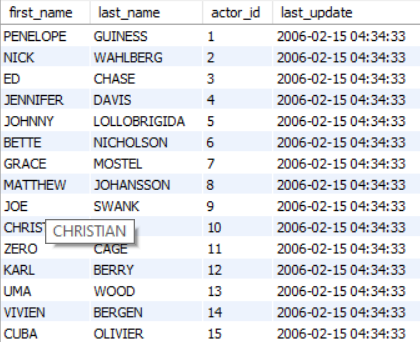 first_name last_name actor_id last_update
PENELOPE GUINESS 1 2006-02-15 04:34:33
NICK WAHLBERG 2 2006-02-15 04:34:33
ED CHASE 3 2006-02-15 04:34:33
JENNIFER DAVIS 4 2006-02-15 04:34:33
JOHNNY LOLLOBRIGIDA 5 2006-02-15 04:34:33
BETTE NICHOLSON 6 2006-02-15 04:34:33
GRACE MOSTEL 7 2006-02-15 04:34:33
MATTHEW JOHANSSON 8 2006-02-15 04:34:33
JOE SWANK 9 2006-02-15 04:34:33
CHRIST CHRISTIAN 10 2006-02-15 04:34:33
ZERO CAGE 11 2006-02-15 04:34:33
KARL BERRY 12 2006-02-15 04:34:33
UMA WOOD 13 2006-02-15 04:34:33
VIVIEN BERGEN 14 2006-02-15 04:34:33
CUBA OLIVIER 15 2006-02-15 04:34:33